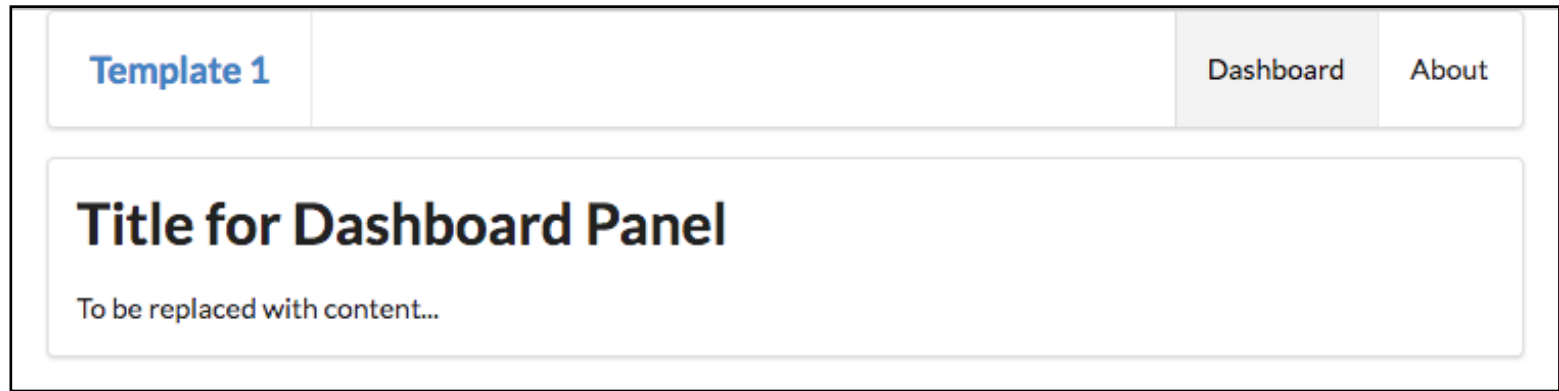 Template 1
Dashboard
About
Title for Dashboard Panel
To be replaced with content...